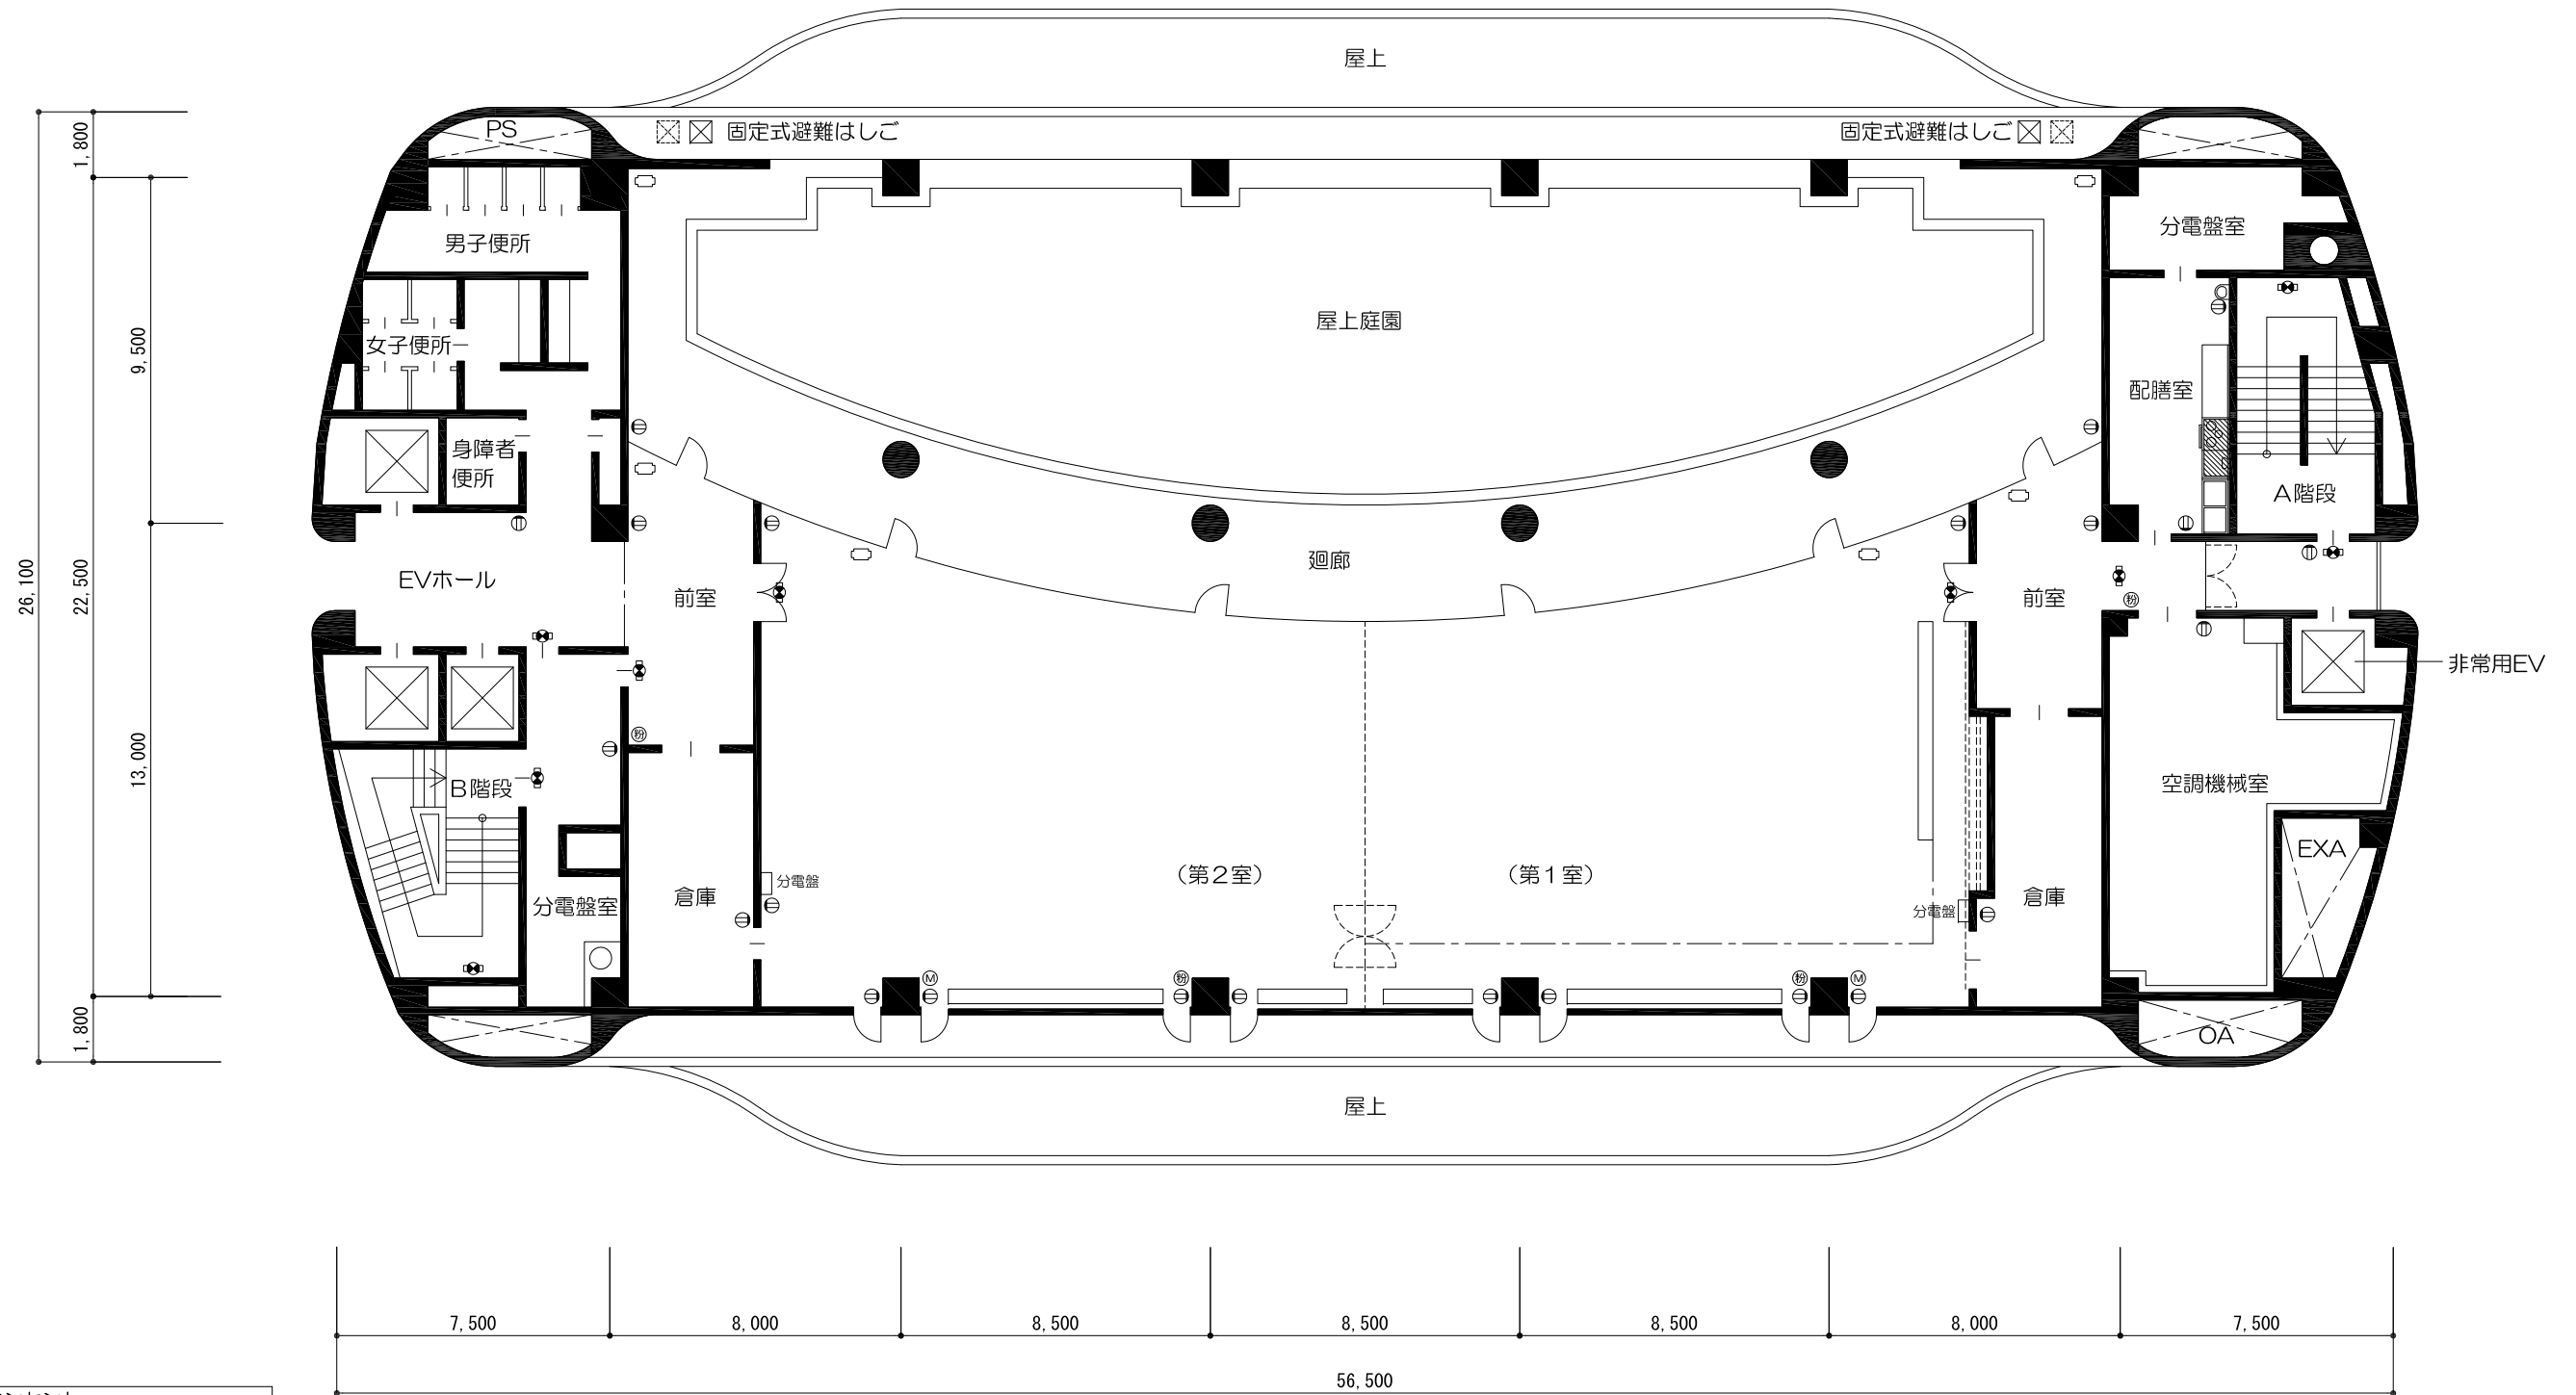 屋上
PS
固定式避難はしご
固定式避難はしご
1,800
男子便所
分電盤室
屋上庭園
9,500
女子便所
配膳室
身障者
便所
A階段
26,100
22,500
EVホール
前室
廻廊
前室
粉
非常用EV
粉
13,000
B階段
空調機械室
(第2室)
(第1室)
EXA
分電盤
分電盤室
倉庫
分電盤
倉庫
M
粉
粉
M
1,800
OA
屋上
7,500
8,000
8,500
8,500
8,500
8,000
7,500
56,500